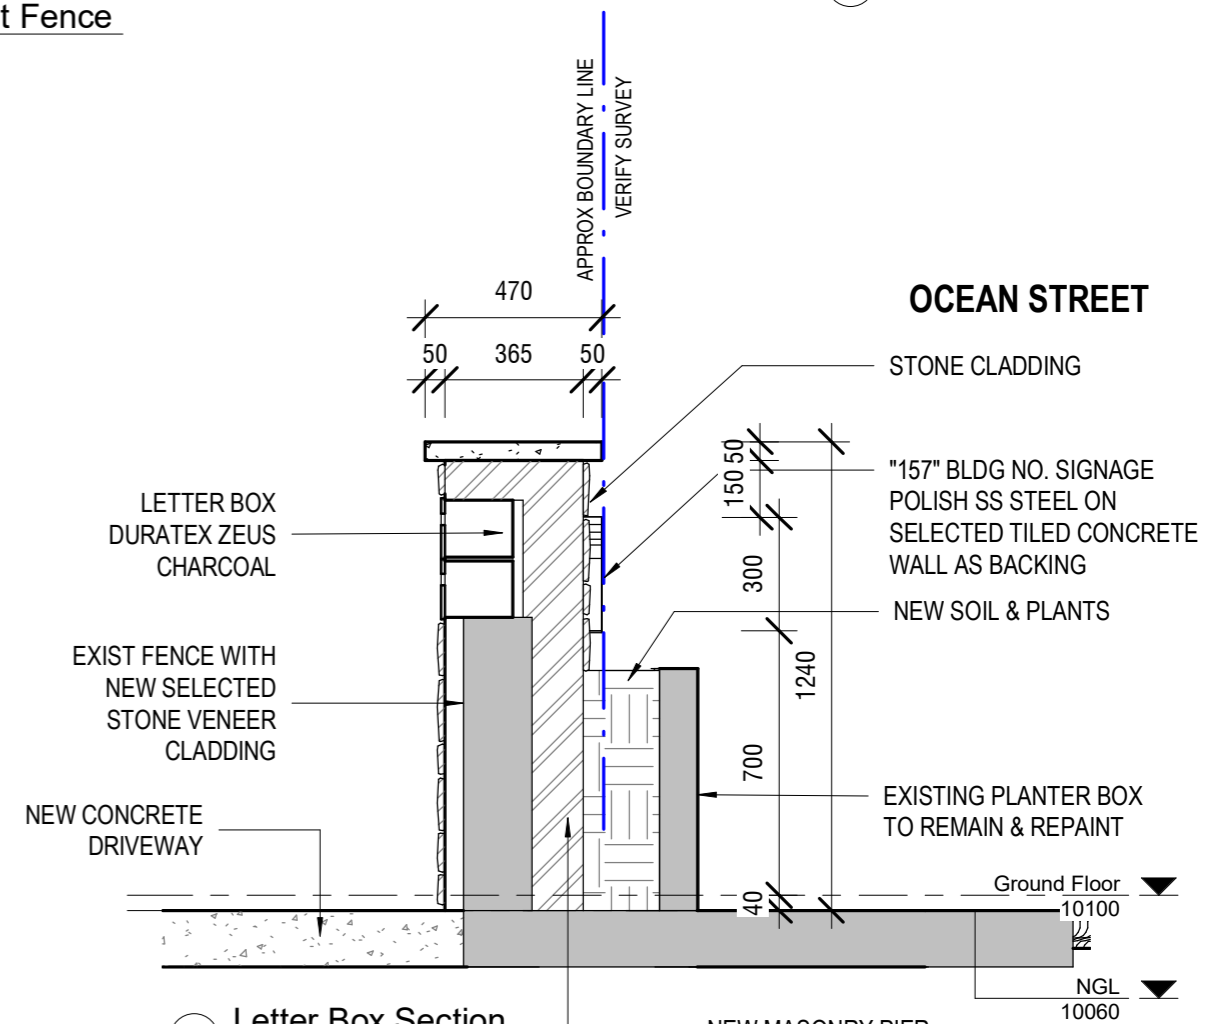 t Fence
APPROX BOUNDARY LINE
VERIFY SURVEY
470
50
365
50
OCEAN STREET
STONE CLADDING
50
150
"157" BLDG NO. SIGNAGE
POLISH SS STEEL ON
SELECTED TILED CONCRETE
WALL AS BACKING
LETTER BOX
DURATEX ZEUS
CHARCOAL
300
NEW SOIL & PLANTS
EXIST FENCE WITH
NEW SELECTED
STONE VENEER
CLADDING
1240
700
EXISTING PLANTER BOX
TO REMAIN & REPAINT
NEW CONCRETE
DRIVEWAY
40
Ground Floor
10100
NGL
10060
Letter Box Section
NEW MASONRY PIER